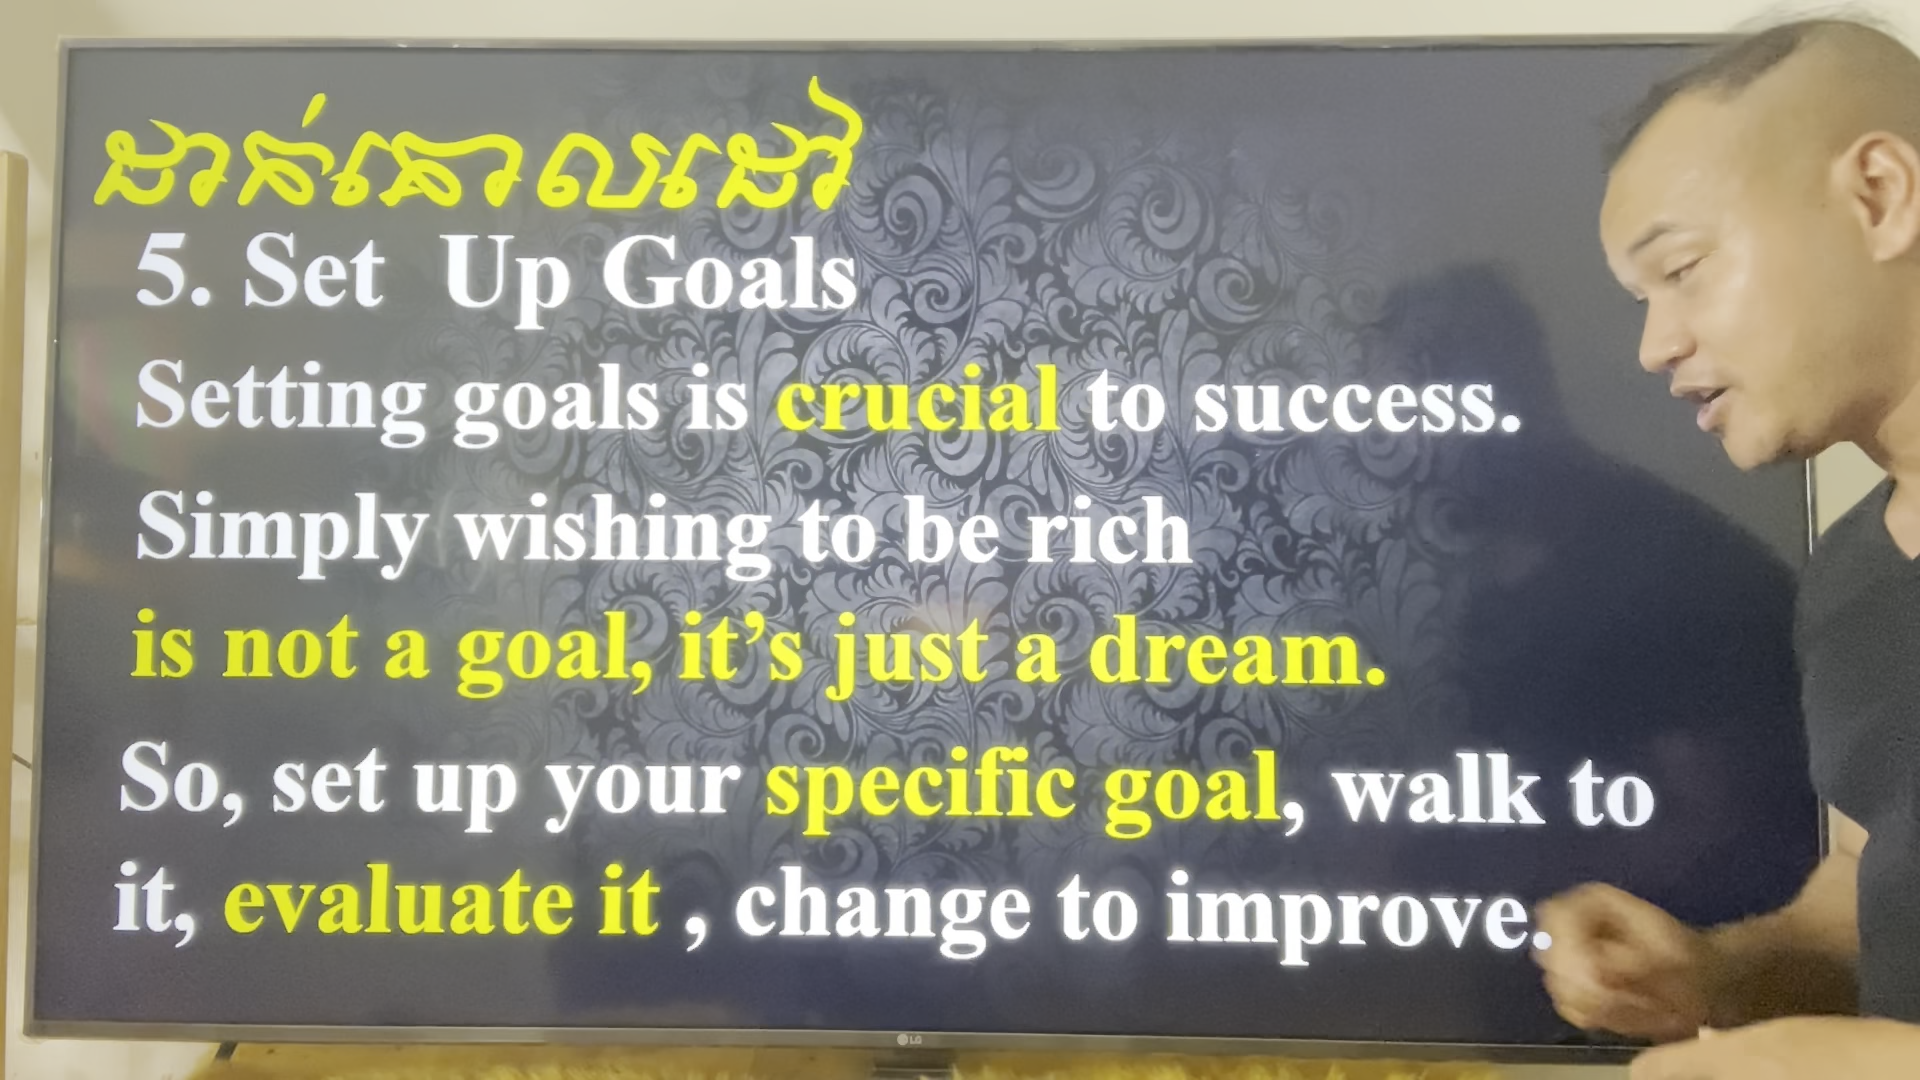 ដាក់គោលដៅ
5. Set Up Goals
Setting goals is crucial to success.
Simply wishing to be rich
is not a goal, it’s just a dream.
So, set up your specific goal, walk to
it, evaluate it , change to improve.
LG